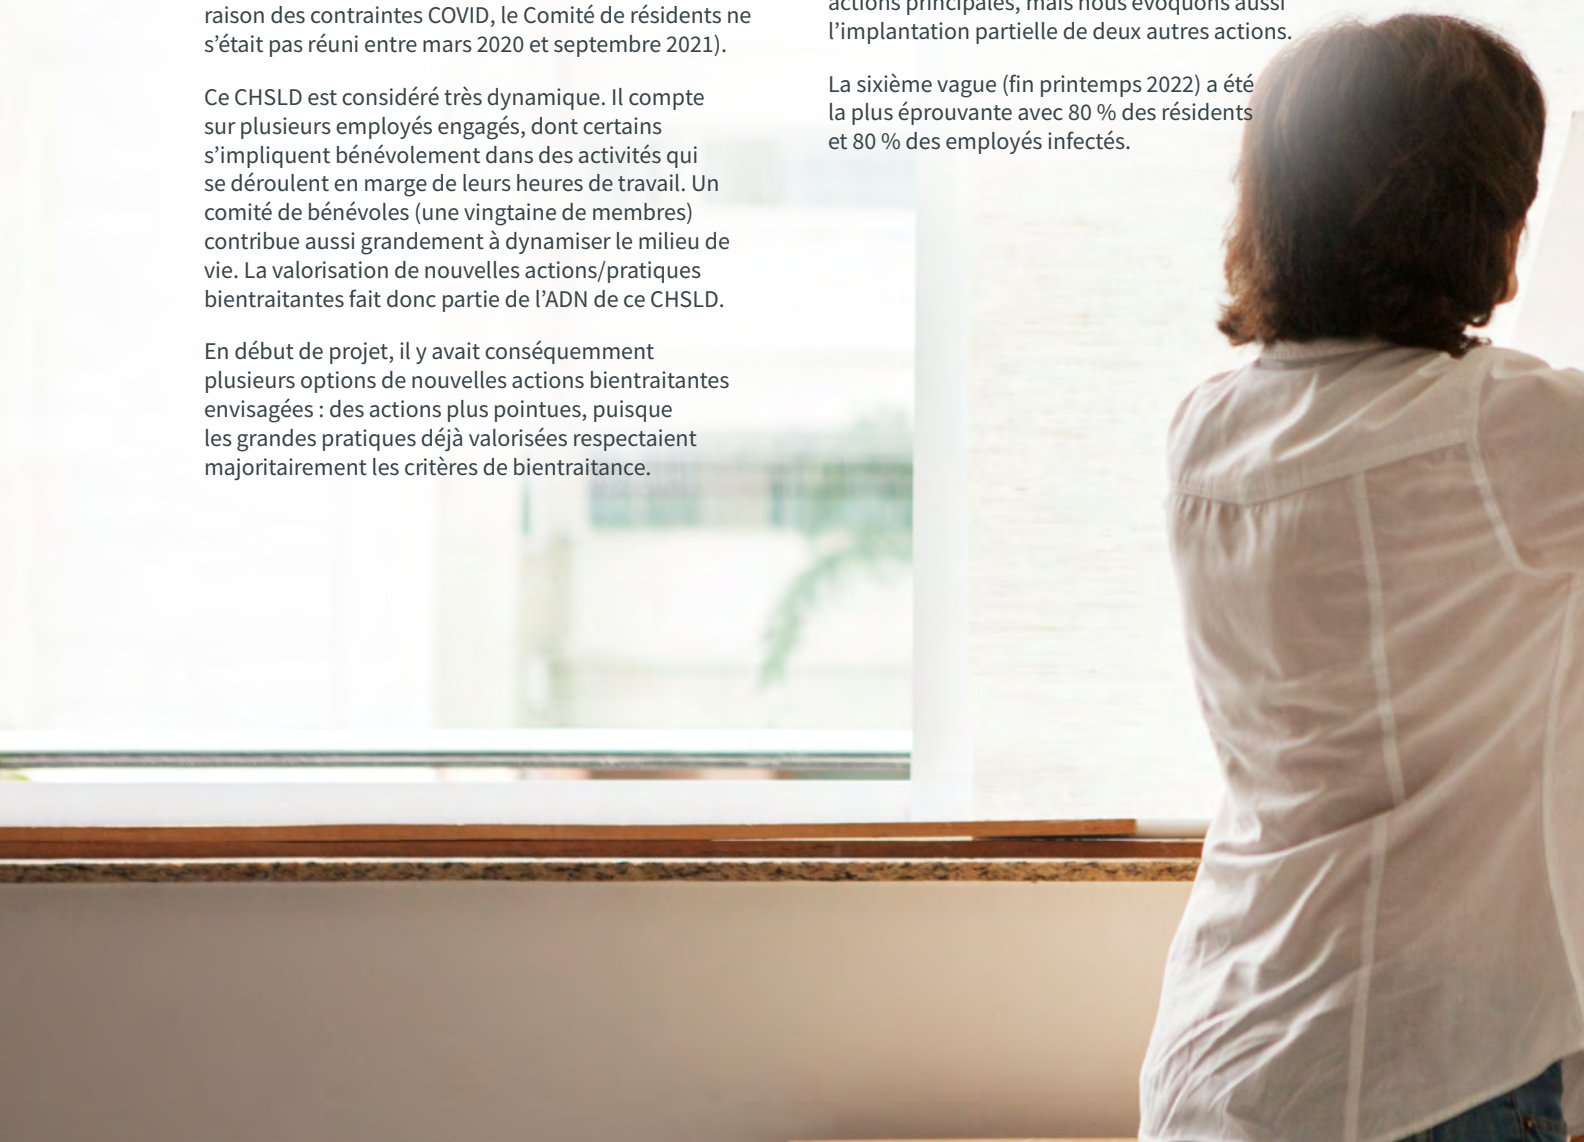 raison des contraintes COVID, le Comité de résidents ne
s’était pas réuni entre mars 2020 et septembre 2021).
Ce CHSLD est considéré très dynamique. Il compte
sur plusieurs employés engagés, dont certains
s’impliquent bénévolement dans des activités qui
se déroulent en marge de leurs heures de travail. Un
comité de bénévoles (une vingtaine de membres)
contribue aussi grandement à dynamiser le milieu de
vie. La valorisation de nouvelles actions/pratiques
bientraitantes fait donc partie de l’ADN de ce CHSLD.
En début de projet, il y avait conséquemment
plusieurs options de nouvelles actions bientraitantes
envisagées : des actions plus pointues, puisque
les grandes pratiques déjà valorisées respectaient
majoritairement les critères de bientraitance.
actions principales, mais nous évoquons aussi
l’implantation partielle de deux autres actions.
La sixième vague (fin printemps 2022) a été
la plus éprouvante avec 80 % des résidents
et 80 % des employés infectés.